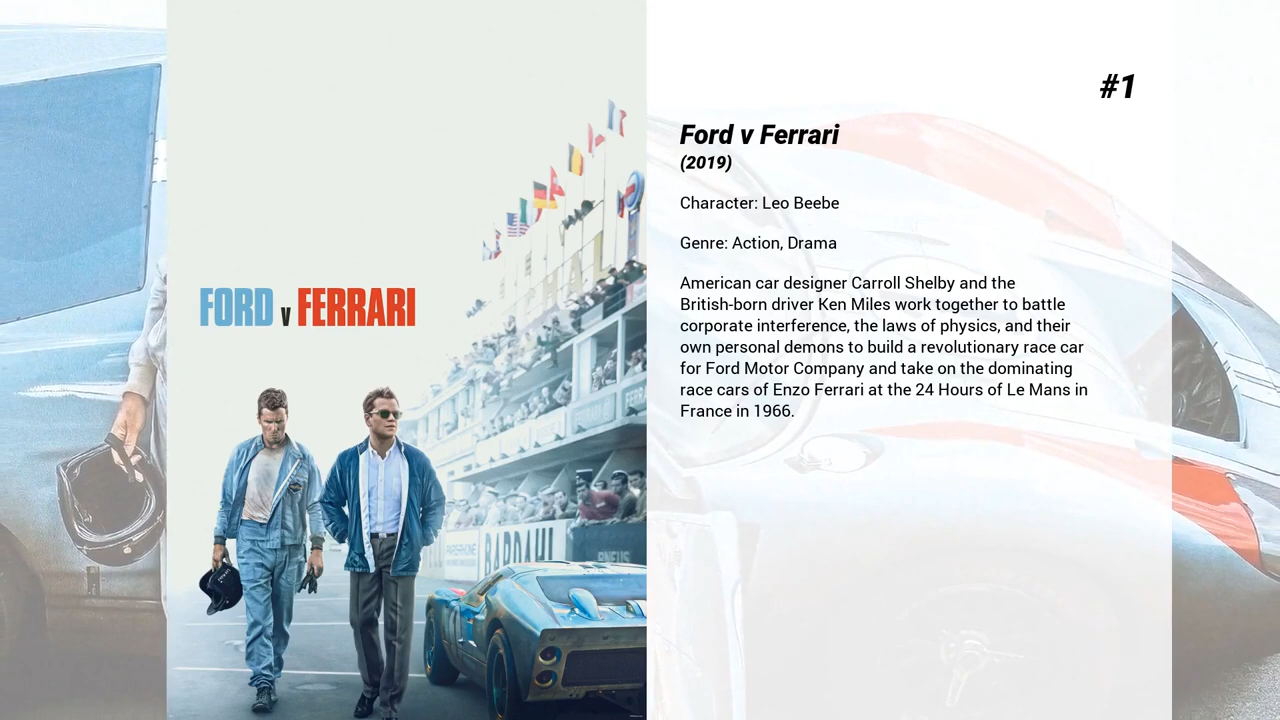 #1
Ford v Ferrari
(2019)
Character: Leo Beebe
Genre: Action, Drama
American car designer Carroll Shelby and the
British-born driver Ken Miles work together to battle
corporate interference, the laws of physics, and their
own personal demons to build a revolutionary race car
for Ford Motor Company and take on the dominating
race cars of Enzo Ferrari at the 24 Hours of Le Mans in
France in 1966.
FORD v FERRARI
BARDAHL
PNEUS